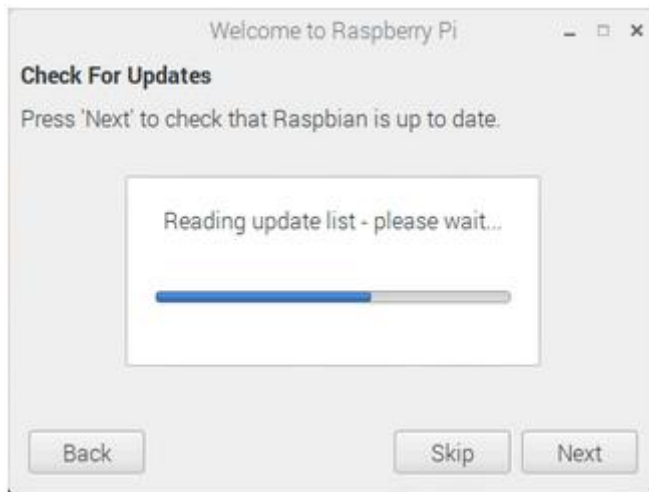 Welcome to Raspberry Pi
Check For Updates
Press 'Next' to check that Raspbian is up to date.
Reading update list - please wait...
Back
Skip
Next